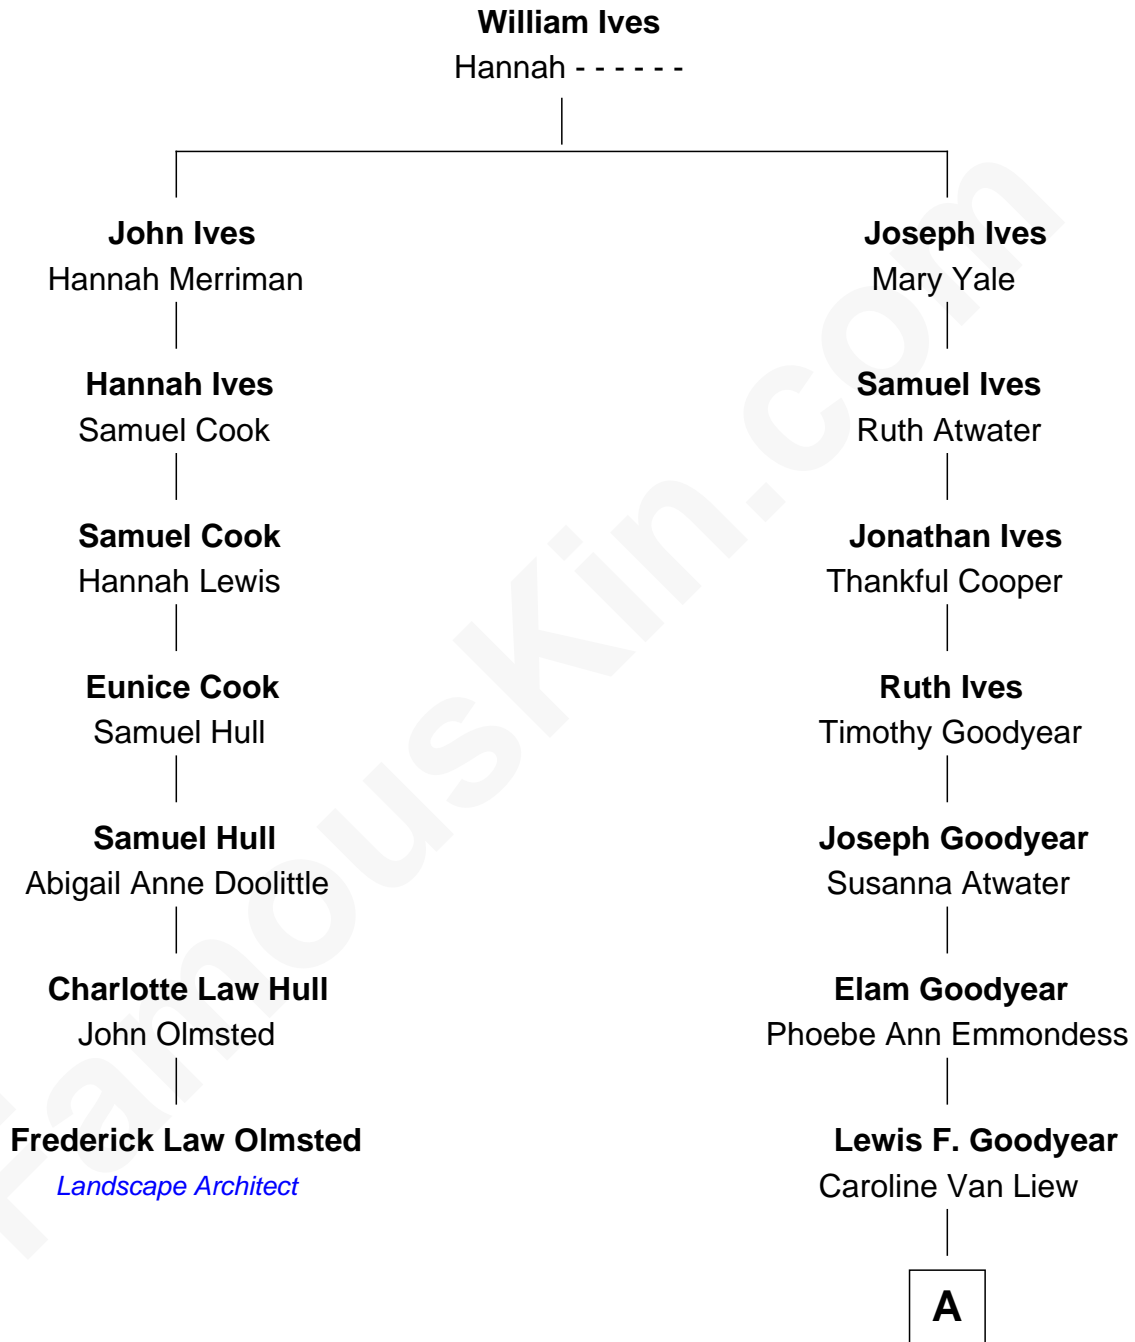 William Ives
Hannah - - - - - -
John Ives
Hannah Merriman
Joseph Ives
Mary Yale
Hannah Ives
Samuel Cook
Samuel Ives
Ruth Atwater
Samuel Cook
Hannah Lewis
Jonathan Ives
Thankful Cooper
Eunice Cook
Samuel Hull
Ruth Ives
Timothy Goodyear
Samuel Hull
Abigail Anne Doolittle
Joseph Goodyear
Susanna Atwater
Charlotte Law Hull
John Olmsted
Elam Goodyear
Phoebe Ann Emmondess
Frederick Law Olmsted
Landscape Architect
Lewis F. Goodyear
Caroline Van Liew
A
FamousKin.com